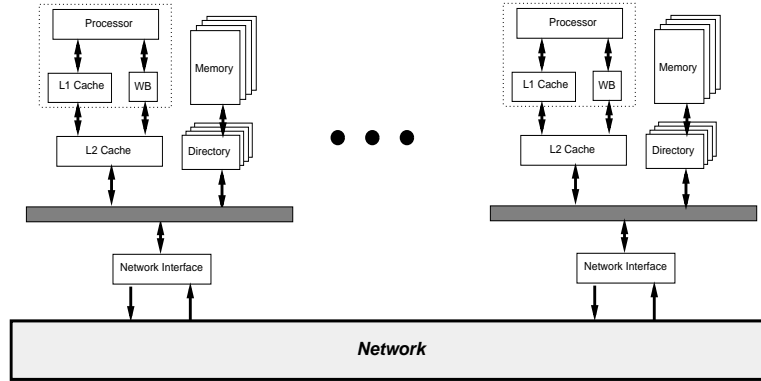 Processor
Memory
L1 Cache
WB
L2 Cache
Directory
Network Interface
Processor
Memory
L1 Cache
WB
L2 Cache
Directory
Network Interface
Network